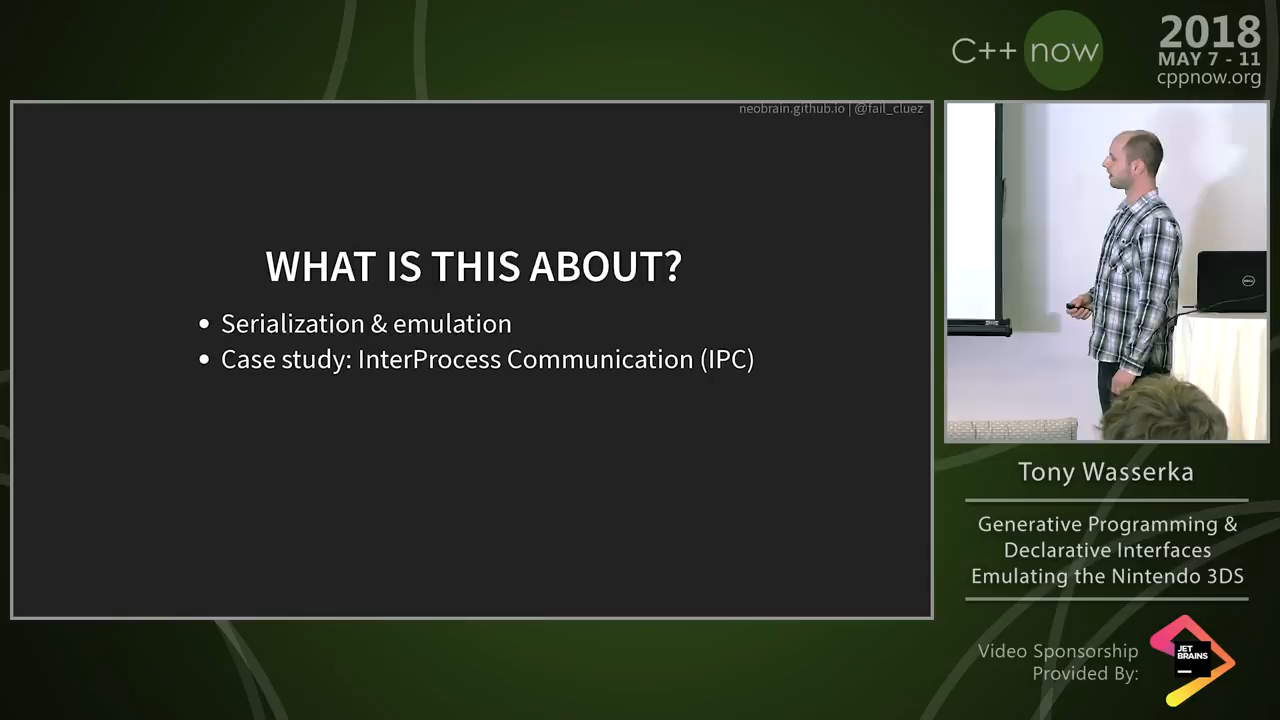 C++ now
2018
MAY 7 - 11
cppnow.org
neobrain.github.io | @fail_cluez
WHAT IS THIS ABOUT?
Serialization & emulation
Case study: InterProcess Communication (IPC)
DELL
Tony Wasserka
Generative Programming &
Declarative Interfaces
Emulating the Nintendo 3DS
Video Sponsorship
Provided By:
JET
BRAINS